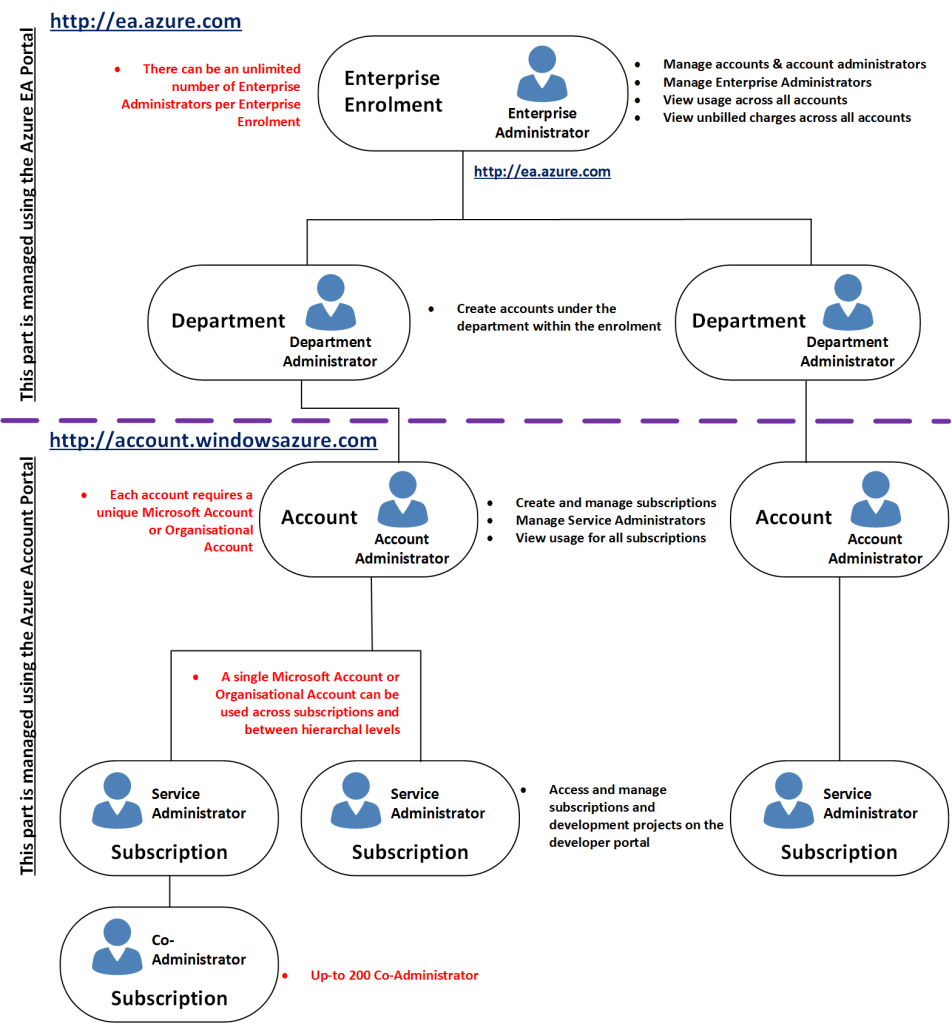 http://ea.azure.com
This part is managed using the Azure EA Portal
• There can be an unlimited
number of Enterprise
Administrators per Enterprise
Enrolment
Enterprise
Enrolment
Enterprise
Administrator
• Manage accounts & account administrators
• Manage Enterprise Administrators
• View usage across all accounts
• View unbilled charges across all accounts
http://ea.azure.com
Department
Department
Administrator
• Create accounts under the
department within the enrolment
Department
Department
Administrator
http://account.windowsazure.com
This part is managed using the Azure Account Portal
• Each account requires a
unique Microsoft Account
or Organisational
Account
Account
Account
Administrator
• Create and manage subscriptions
• Manage Service Administrators
• View usage for all subscriptions
Account
Account
Administrator
• A single Microsoft Account or
Organisational Account can be
used across subscriptions and
between hierarchal levels
Service
Administrator
Subscription
Service
Administrator
Subscription
• Access and manage
subscriptions and
development projects on the
developer portal
Service
Administrator
Subscription
Co-
Administrator
Subscription
• Up-to 200 Co-Administrator